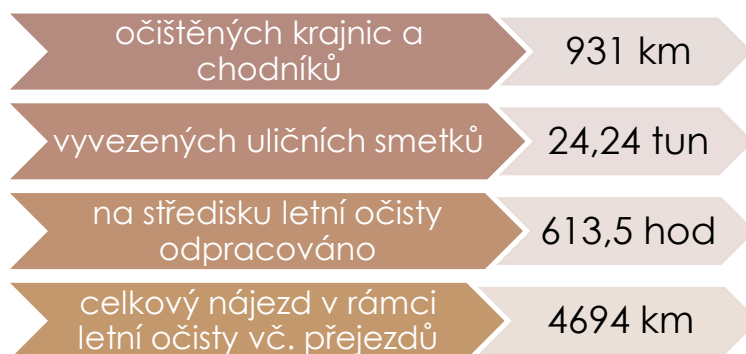 očištěných krajnic a
chodníků
931 km
vyvezených uličních smetků
24,24 tun
na středisku letní očisty
odpracováno
613,5 hod
celkový nájezd v rámci
letní očisty vč. přejezdů
4694 km